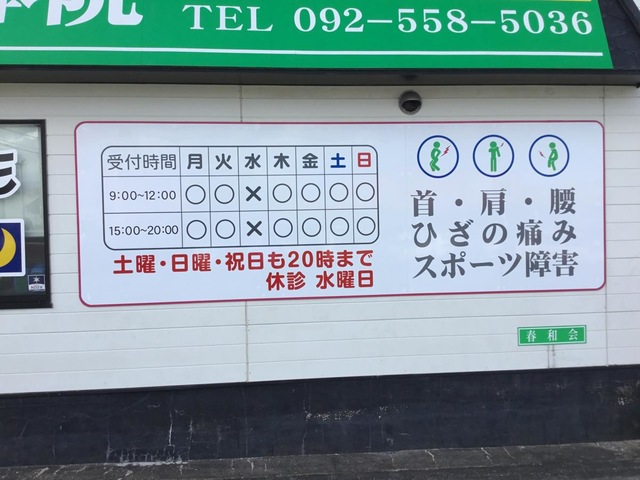 院
TEL 092-558-5036
受付時間 月 火 水 木 金 土 日
9:00~12:00 ○ ○ × ○ ○ ○ ○
15:00~20:00 ○ ○ × ○ ○ ○ ○
土曜・日曜・祝日も20時まで
休診 水曜日
首・肩・腰
ひざの痛み
スポーツ障害
春和会